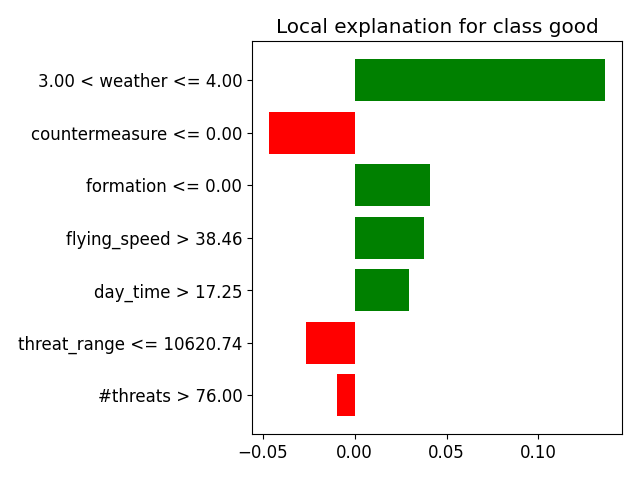 Local explanation for class good
3.00 < weather <= 4.00
countermeasure <= 0.00
formation <= 0.00
flying_speed > 38.46
day_time > 17.25
threat_range <= 10620.74
#threats > 76.00
−0.05 0.00 0.05 0.10